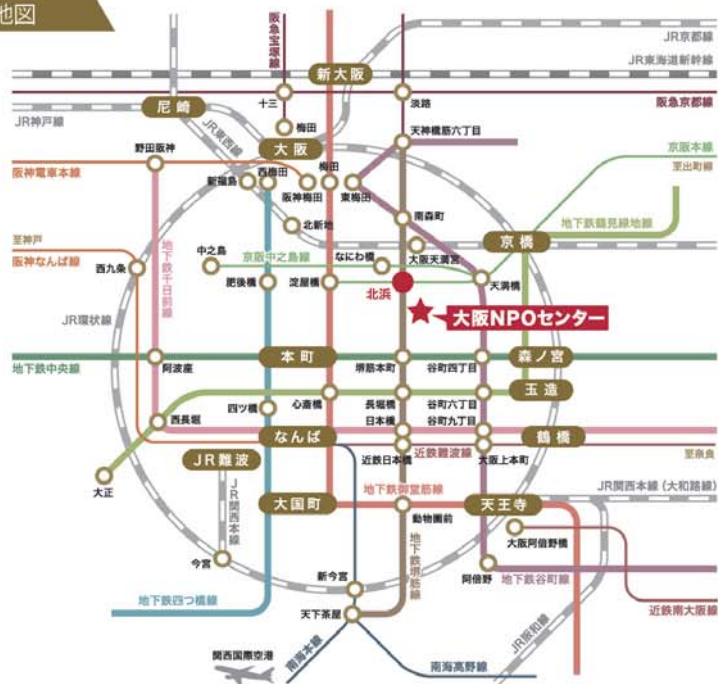 地図
阪急宝塚線
JR京都線
JR東海道新幹線
新大阪
尼崎
十三
淡路
阪急京都線
JR神戸線
JR東西線
梅田
天神橋筋六丁目
大阪
野田阪神
京阪本線
至出町柳
阪神電車本線
新福島
西梅田
阪神梅田
梅田
東梅田
北新地
南森町
地下鉄鶴見緑地線
京橋
至神戸
阪神なんば線
地下鉄千日前線
西九条
中之島
京阪中之島線
なにわ橋
大阪天満宮
肥後橋
淀屋橋
北浜
天満橋
JR環状線
大阪NPOセンター
地下鉄中央線
阿波座
本町
堺筋本町
谷町四丁目
森ノ宮
玉造
西長堀
四ツ橋
心斎橋
長堀橋
谷町六丁目
日本橋
谷町九丁目
なんば
鶴橋
JR難波
近鉄日本橋
近鉄難波線
大阪上本町
至奈良
大正
JR関西本線
大国町
地下鉄御堂筋線
動物園前
天王寺
JR関西本線（大和路線）
大阪阿倍野橋
今宮
地下鉄堺筋線
新今宮
阿倍野
地下鉄谷町線
地下鉄四つ橋線
天下茶屋
近鉄南大阪線
JR阪和線
関西国際空港
南海本線
南海高野線